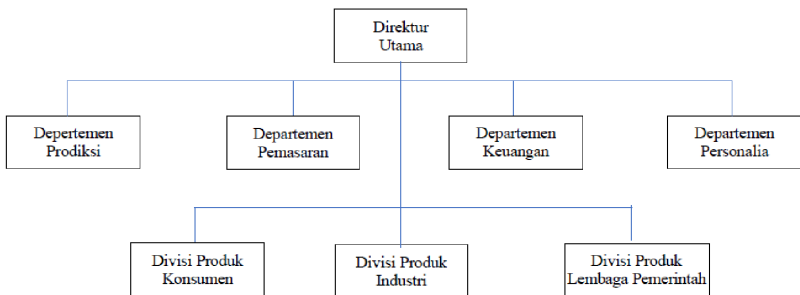 Direktur
Utama
Depertemen
Prodiksi
Departemen
Pemasaran
Departemen
Keuangan
Departemen
Personalia
Divisi Produk
Konsumen
Divisi Produk
Industri
Divisi Produk
Lembaga Pemerintah